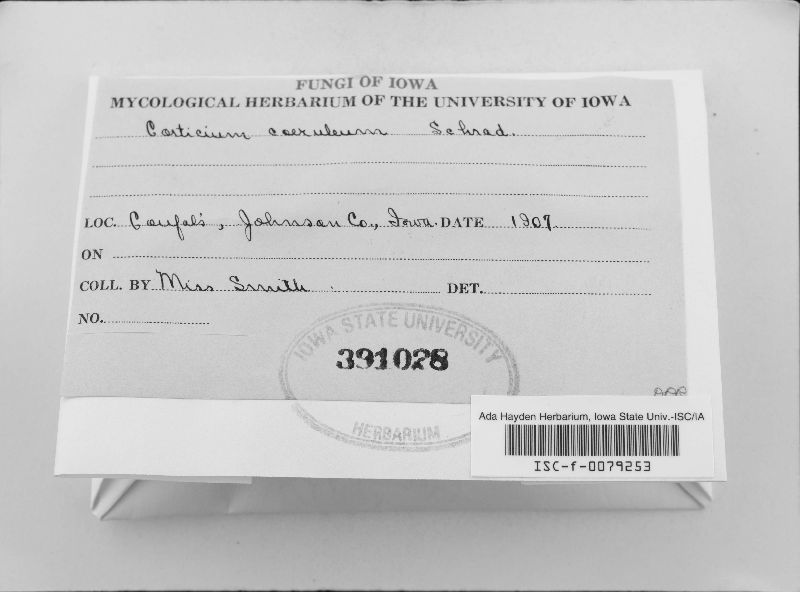 FUNGI OF IOWA
MYCOLOGICAL HERBARIUM OF THE UNIVERSITY OF IOWA
Corticium coeruleum Schrad.
LOC. Coufal's, Johnson Co., Iowa. DATE 1907
ON
COLL. BY Miss Smith DET.
NO.
IOWA STATE UNIVERSITY
391028
HERBARIUM
Ada Hayden Herbarium, Iowa State Univ.-ISC/IA
ISC-f-0079253